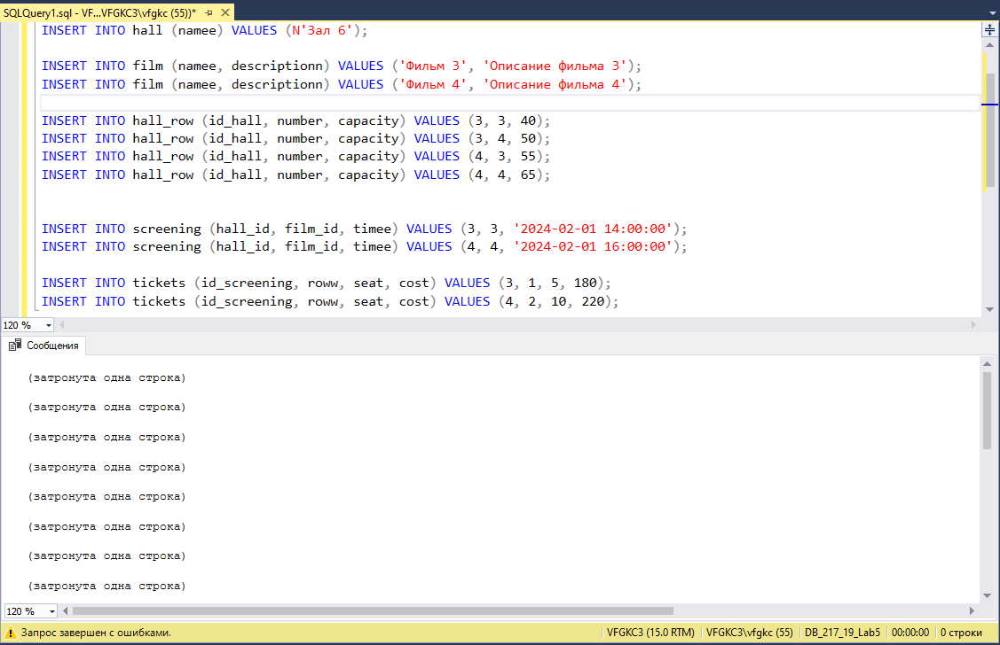 SQLQuery1.sql - VF...VFGKC3\vfgkc (55))*
INSERT INTO hall (namee) VALUES (N'Зал 6');
INSERT INTO film (namee, descriptionn) VALUES ('Фильм 3', 'Описание фильма 3');
INSERT INTO film (namee, descriptionn) VALUES ('Фильм 4', 'Описание фильма 4');
INSERT INTO hall_row (id_hall, number, capacity) VALUES (3, 3, 40);
INSERT INTO hall_row (id_hall, number, capacity) VALUES (3, 4, 50);
INSERT INTO hall_row (id_hall, number, capacity) VALUES (4, 3, 55);
INSERT INTO hall_row (id_hall, number, capacity) VALUES (4, 4, 65);
INSERT INTO screening (hall_id, film_id, timee) VALUES (3, 3, '2024-02-01 14:00:00');
INSERT INTO screening (hall_id, film_id, timee) VALUES (4, 4, '2024-02-01 16:00:00');
INSERT INTO tickets (id_screening, roww, seat, cost) VALUES (3, 1, 5, 180);
INSERT INTO tickets (id_screening, roww, seat, cost) VALUES (4, 2, 10, 220);
120 %
Сообщения
(затронута одна строка)
(затронута одна строка)
(затронута одна строка)
(затронута одна строка)
(затронута одна строка)
(затронута одна строка)
(затронута одна строка)
(затронута одна строка)
120 %
Запрос завершен с ошибками. VFGKC3 (15.0 RTM) VFGKC3\vfgkc (55) DB_217_19_Lab5 00:00:00 0 строки